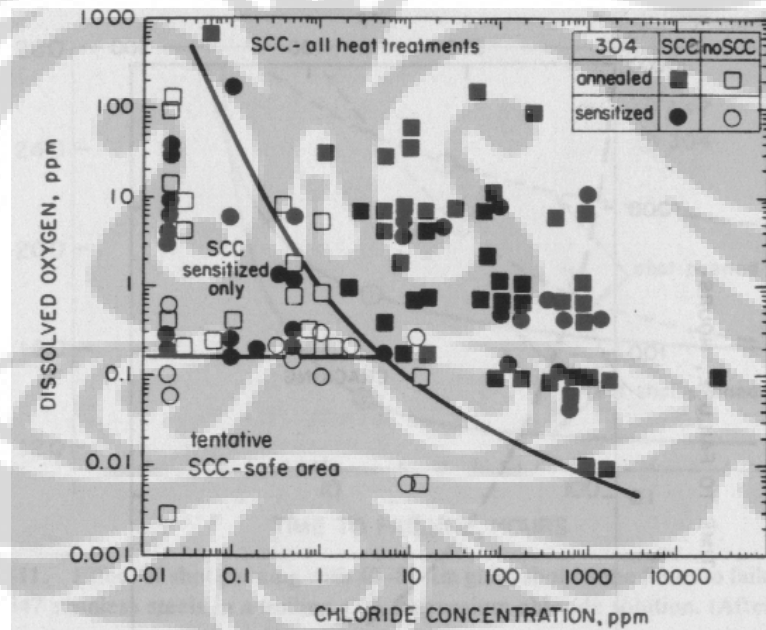 1000
SCC-all heat treatments
304 SCC noSCC
annealed
sensitized
100
10
SCC
sensitized
only
1
0.1
tentative
SCC-safe area
0.01
0.001
DISSOLVED OXYGEN, ppm
0.01 0.1 1.0 10 100 1000 10000
CHLORIDE CONCENTRATION, ppm